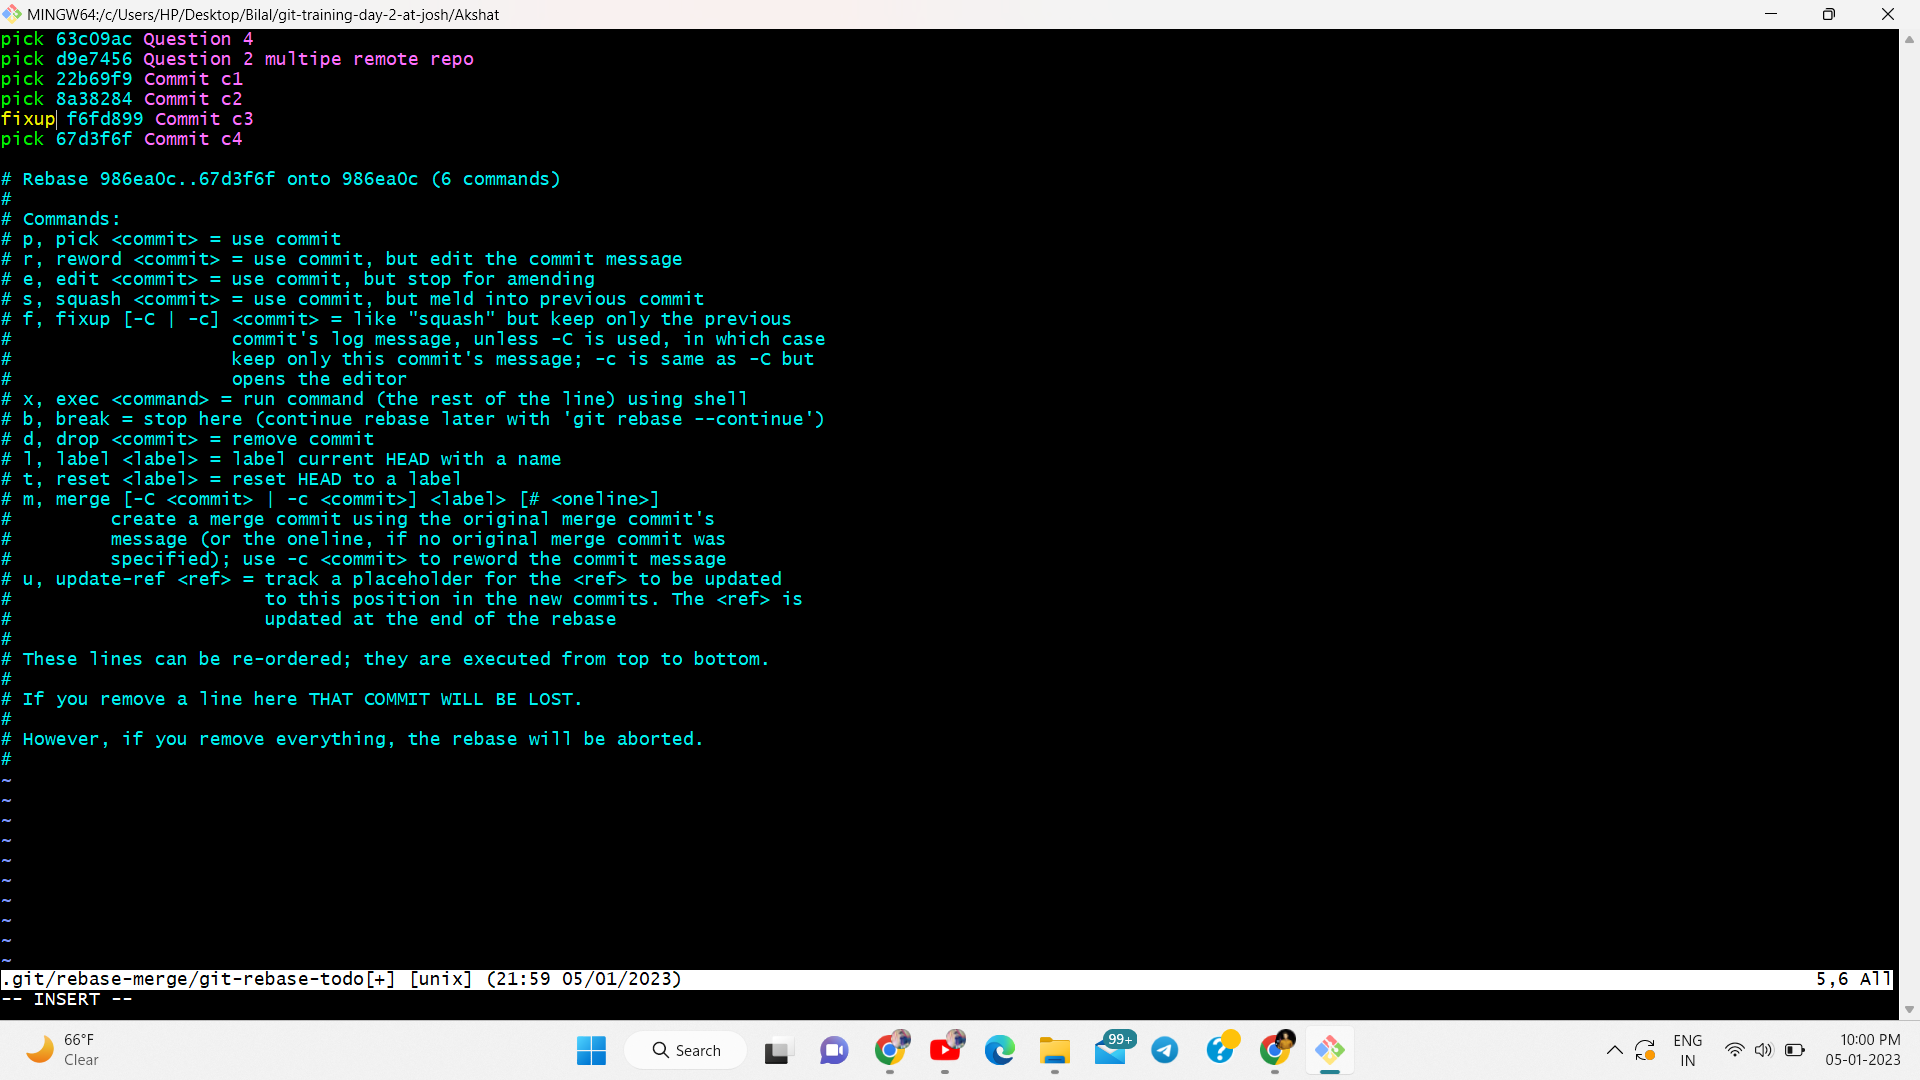 MINGW64:/c/Users/HP/Desktop/Bilal/git-training-day-2-at-josh/Akshat
pick 63c09ac Question 4
pick d9e7456 Question 2 multipe remote repo
pick 22b69f9 Commit c1
pick 8a38284 Commit c2
fixup f6fd899 Commit c3
pick 67d3f6f Commit c4
# Rebase 986ea0c..67d3f6f onto 986ea0c (6 commands)
#
# Commands:
# p, pick <commit> = use commit
# r, reword <commit> = use commit, but edit the commit message
# e, edit <commit> = use commit, but stop for amending
# s, squash <commit> = use commit, but meld into previous commit
# f, fixup [-C | -c] <commit> = like "squash" but keep only the previous
#                    commit's log message, unless -C is used, in which case
#                    keep only this commit's message; -c is same as -C but
#                    opens the editor
# x, exec <command> = run command (the rest of the line) using shell
# b, break = stop here (continue rebase later with 'git rebase --continue')
# d, drop <commit> = remove commit
# l, label <label> = label current HEAD with a name
# t, reset <label> = reset HEAD to a label
# m, merge [-C <commit> | -c <commit>] <label> [# <oneline>]
#         create a merge commit using the original merge commit's
#         message (or the oneline, if no original merge commit was
#         specified); use -c <commit> to reword the commit message
# u, update-ref <ref> = track a placeholder for the <ref> to be updated
#                       to this position in the new commits. The <ref> is
#                       updated at the end of the rebase
#
# These lines can be re-ordered; they are executed from top to bottom.
#
# If you remove a line here THAT COMMIT WILL BE LOST.
#
# However, if you remove everything, the rebase will be aborted.
#
~
~
~
~
~
~
~
~
~
~
.git/rebase-merge/git-rebase-todo[+] [unix] (21:59 05/01/2023) 5,6 All
-- INSERT --
66°F
Clear
Search
99+
ENG
IN
10:00 PM
05-01-2023